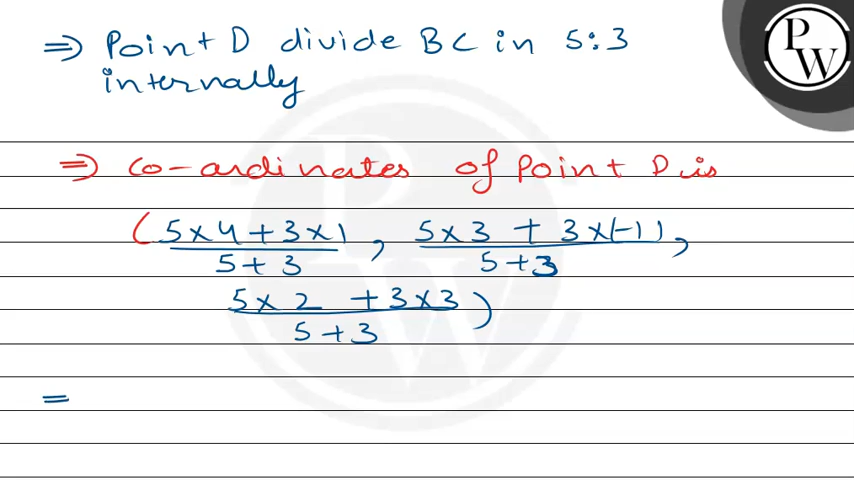 ⇒ Point D divide BC in 5:3
internally
⇒ Co-ordinates of Point D is
(5×4+3×1/5+3, 5×3+3×(-1)/5+3,
5×2+3×3/5+3)
=
PW